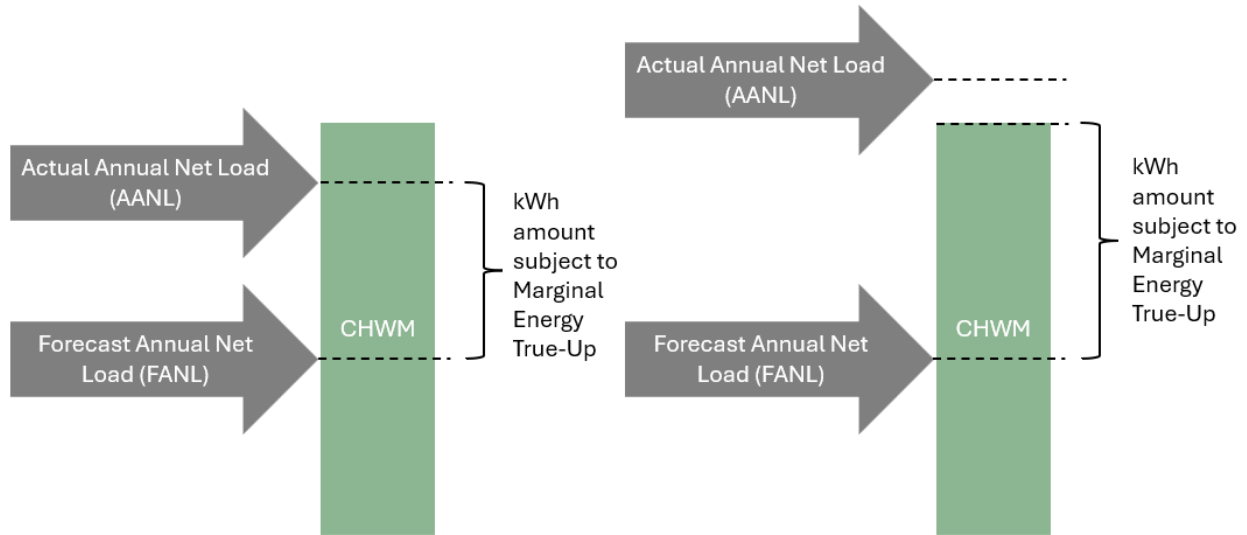 Actual Annual Net Load
(AANL)
Forecast Annual Net
Load (FANL)
CHWM
kWh
amount
subject to
Marginal
Energy
True-Up
Actual Annual Net Load
(AANL)
Forecast Annual Net
Load (FANL)
CHWM
kWh
amount
subject to
Marginal
Energy
True-Up